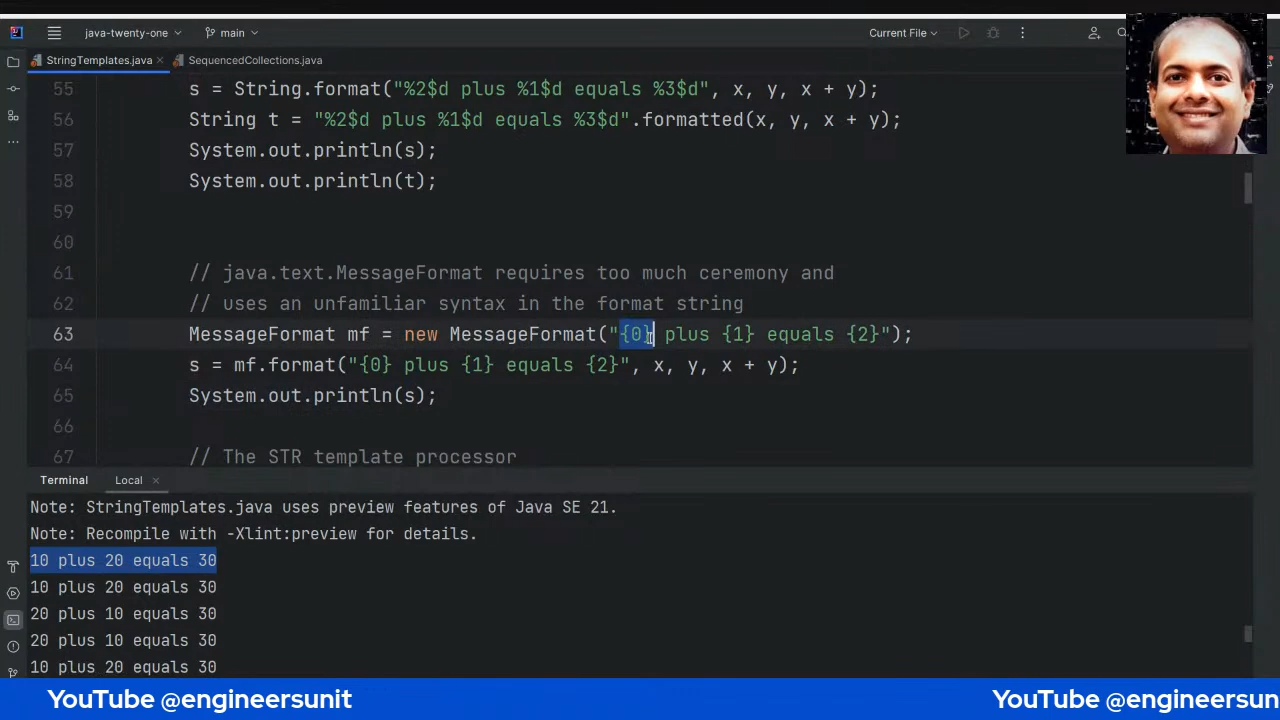 java-twenty-one
main
Current File
StringTemplates.java
SequencedCollections.java
55 s = String.format("%2$d plus %1$d equals %3$d", x, y, x + y);
56 String t = "%2$d plus %1$d equals %3$d".formatted(x, y, x + y);
57 System.out.println(s);
58 System.out.println(t);
59
60
61 // java.text.MessageFormat requires too much ceremony and
62 // uses an unfamiliar syntax in the format string
63 MessageFormat mf = new MessageFormat("{0} plus {1} equals {2}");
64 s = mf.format("{0} plus {1} equals {2}", x, y, x + y);
65 System.out.println(s);
66
67 // The STR template processor
Terminal
Local
Note: StringTemplates.java uses preview features of Java SE 21.
Note: Recompile with -Xlint:preview for details.
10 plus 20 equals 30
10 plus 20 equals 30
20 plus 10 equals 30
20 plus 10 equals 30
10 plus 20 equals 30
YouTube @engineersunit
YouTube @engineersun